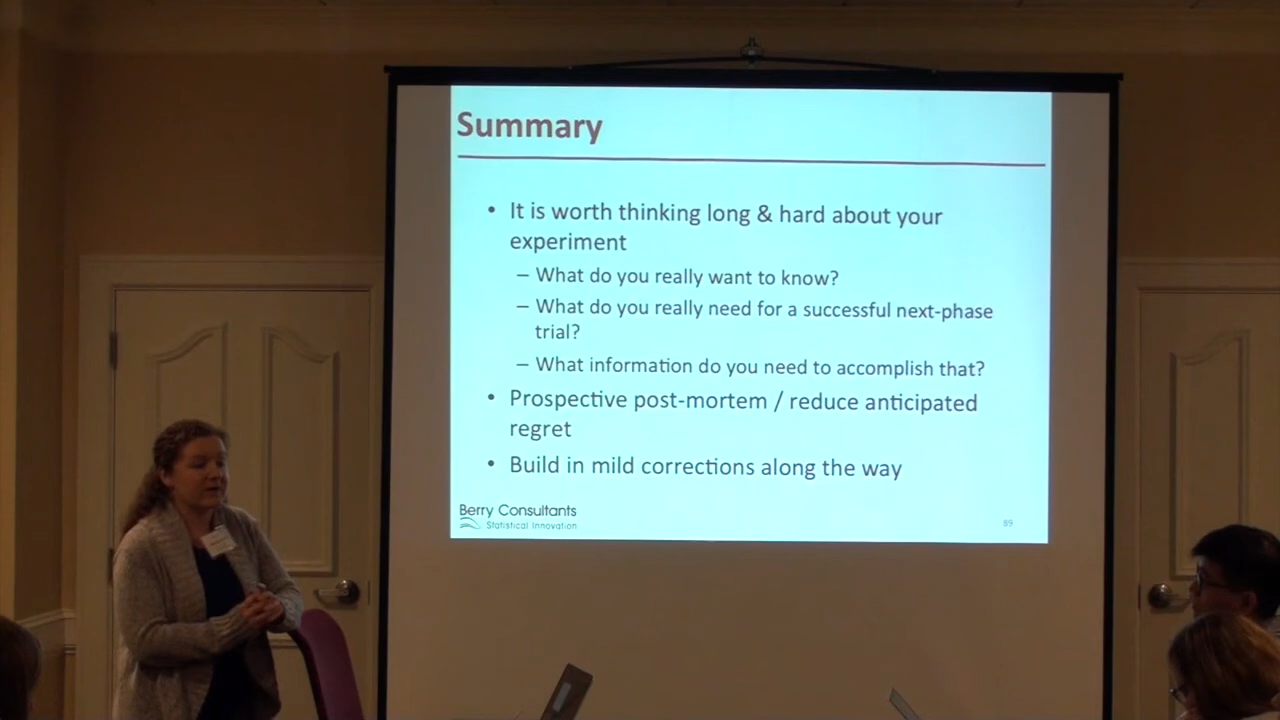 Summary
• It is worth thinking long & hard about your
experiment
– What do you really want to know?
– What do you really need for a successful next-phase
trial?
– What information do you need to accomplish that?
• Prospective post-mortem / reduce anticipated
regret
• Build in mild corrections along the way
Berry Consultants
Statistical Innovation
89